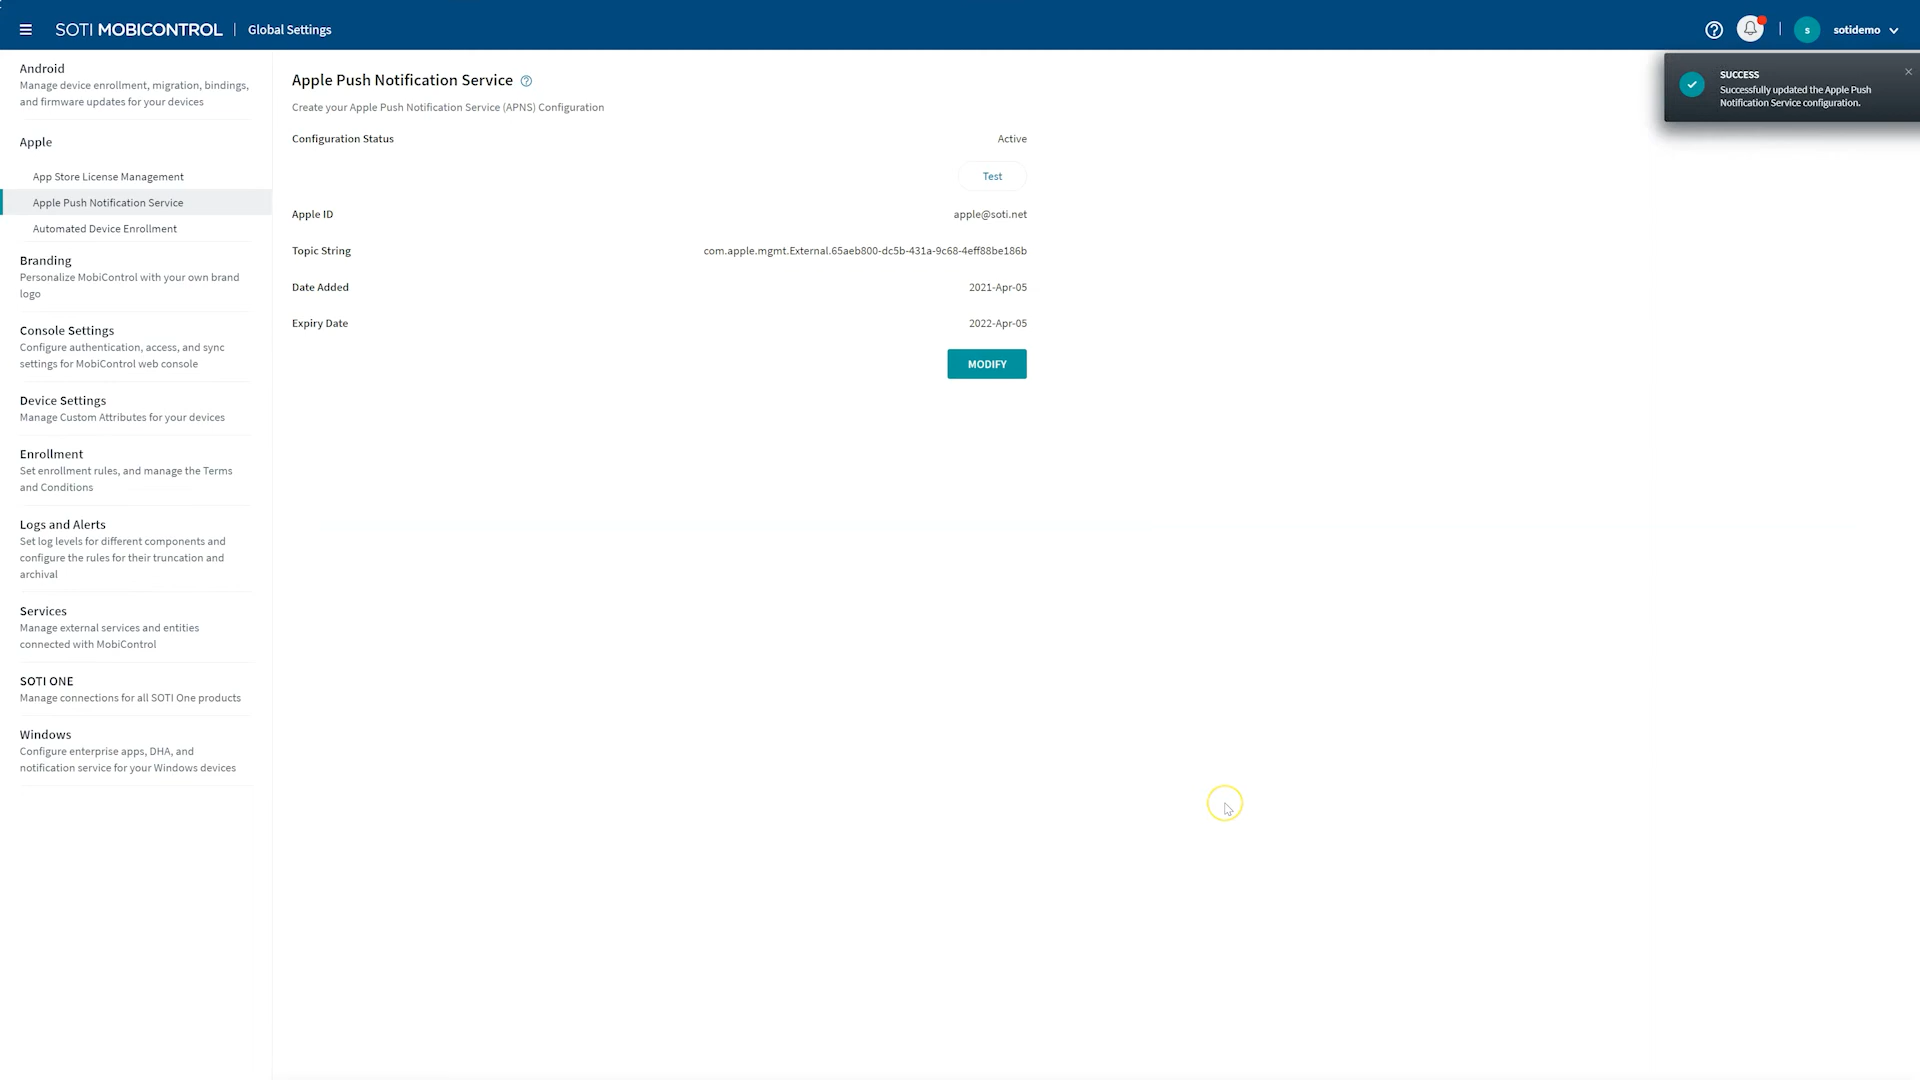 SOTI MOBICONTROL
Global Settings
s
sotidemo
Android
Manage device enrollment, migration, bindings,
and firmware updates for your devices
Apple
App Store License Management
Apple Push Notification Service
Automated Device Enrollment
Branding
Personalize MobiControl with your own brand
logo
Console Settings
Configure authentication, access, and sync
settings for MobiControl web console
Device Settings
Manage Custom Attributes for your devices
Enrollment
Set enrollment rules, and manage the Terms
and Conditions
Logs and Alerts
Set log levels for different components and
configure the rules for their truncation and
archival
Services
Manage external services and entities
connected with MobiControl
SOTI ONE
Manage connections for all SOTI One products
Windows
Configure enterprise apps, DHA, and
notification service for your Windows devices
Apple Push Notification Service
Create your Apple Push Notification Service (APNS) Configuration
Configuration Status Active
Test
Apple ID apple@soti.net
Topic String com.apple.mgmt.External.65aeb800-dc5b-431a-9c68-4eff88be186b
Date Added 2021-Apr-05
Expiry Date 2022-Apr-05
MODIFY
SUCCESS
Successfully updated the Apple Push
Notification Service configuration.